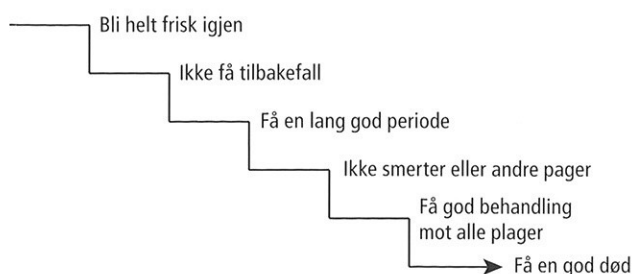 Bli helt frisk igjen
Ikke få tilbakefall
Få en lang god periode
Ikke smerter eller andre pager
Få god behandling
mot alle plager
Få en god død